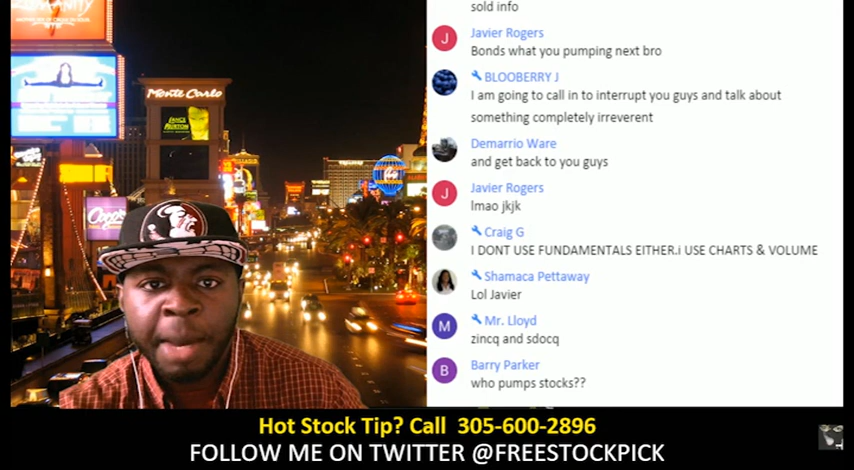 sold info
Javier Rogers
Bonds what you pumping next bro
BLOOBERRY J
I am going to call in to interrupt you guys and talk about
something completely irreverent
Demarrio Ware
and get back to you guys
Javier Rogers
lmao jkjk
Craig G
I DONT USE FUNDAMENTALS EITHER.i USE CHARTS & VOLUME
Shamaca Pettaway
Lol Javier
Mr. Lloyd
zincq and sdocq
Barry Parker
who pumps stocks??
J
J
M
B
Monte Carlo
Coco's
Hot Stock Tip? Call 305-600-2896
FOLLOW ME ON TWITTER @FREESTOCKPICK